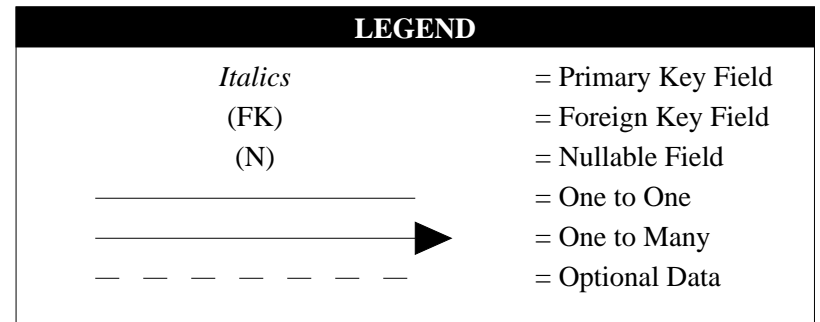 LEGEND
Italics = Primary Key Field
(FK) = Foreign Key Field
(N) = Nullable Field
= One to One
= One to Many
= Optional Data